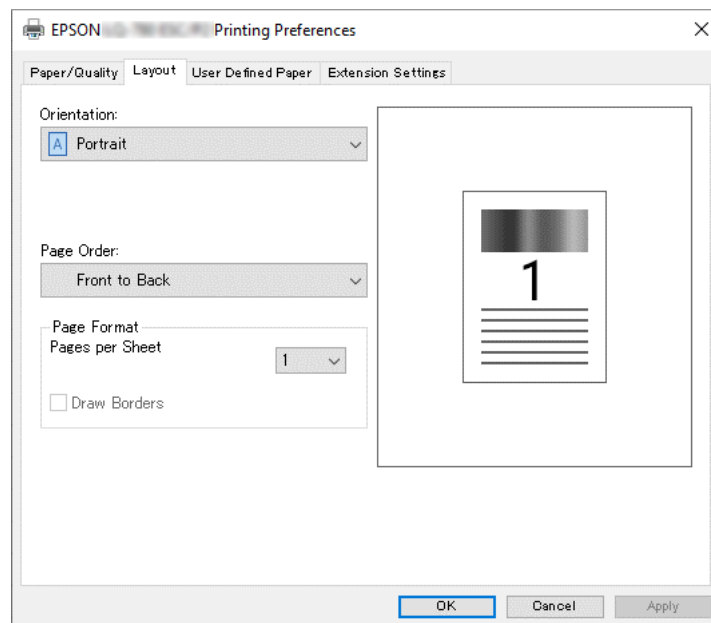 EPSON Printing Preferences
Paper/Quality Layout User Defined Paper Extension Settings
Orientation:
A Portrait
Page Order:
Front to Back
Page Format
Pages per Sheet
1
Draw Borders
1
OK Cancel Apply